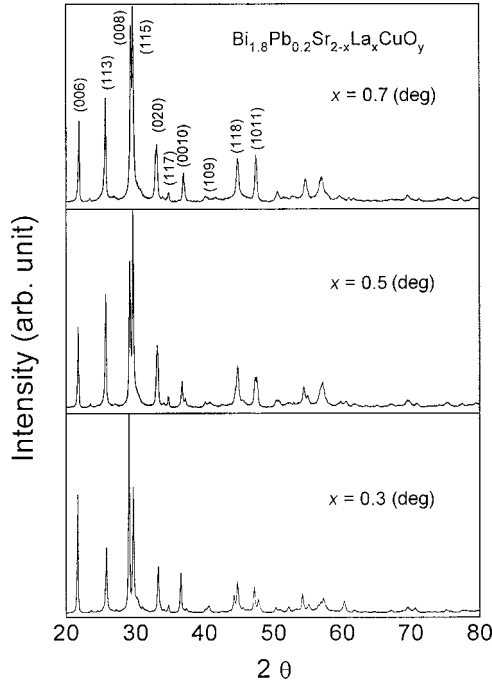 Bi1.8Pb0.2Sr2-xLaxCuOy
x = 0.7 (deg)
(006)
(113)
(008)
(115)
(020)
(117)
(0010)
(109)
(118)
(1011)
x = 0.5 (deg)
x = 0.3 (deg)
Intensity (arb. unit)
20 30 40 50 60 70 80
2 θ